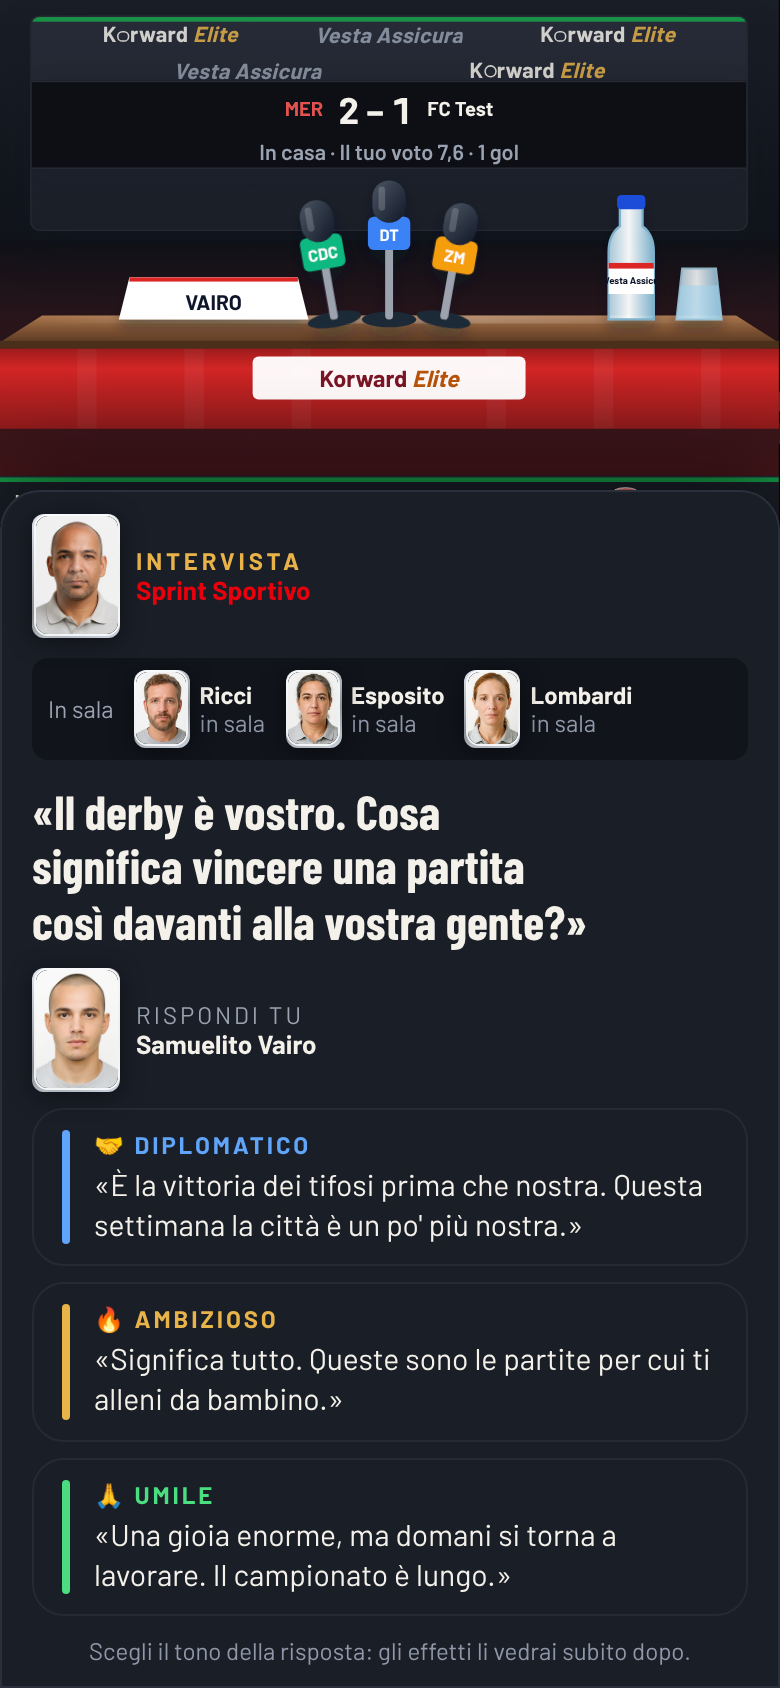 Korward Elite Vesta Assicura Korward Elite
Vesta Assicura Korward Elite
MER 2 – 1 FC Test
In casa · Il tuo voto 7,6 · 1 gol
CDC DT ZM
VAIRO
Korward Elite
INTERVISTA
Sprint Sportivo
In sala
Ricci
in sala
Esposito
in sala
Lombardi
in sala
«Il derby è vostro. Cosa
significa vincere una partita
così davanti alla vostra gente?»
RISPONDI TU
Samuelito Vairo
🤝 DIPLOMATICO
«È la vittoria dei tifosi prima che nostra. Questa
settimana la città è un po' più nostra.»
🔥 AMBIZIOSO
«Significa tutto. Queste sono le partite per cui ti
alleni da bambino.»
🙏 UMILE
«Una gioia enorme, ma domani si torna a
lavorare. Il campionato è lungo.»
Scegli il tono della risposta: gli effetti li vedrai subito dopo.